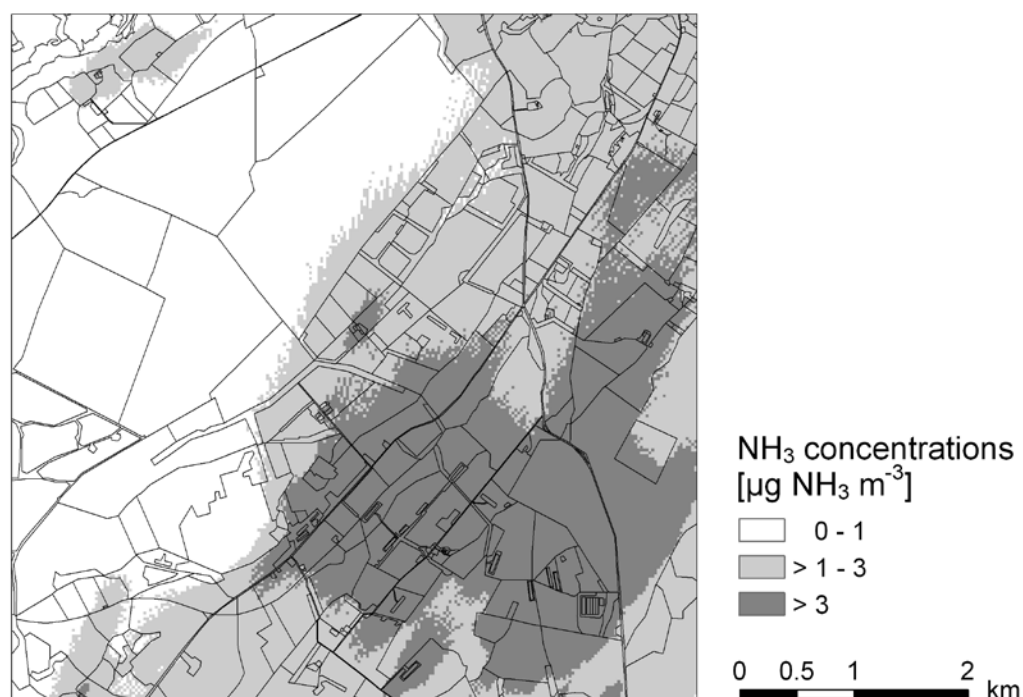 NH₃ concentrations
[µg NH₃ m⁻³]
0 - 1
> 1 - 3
> 3
0 0.5 1 2
km